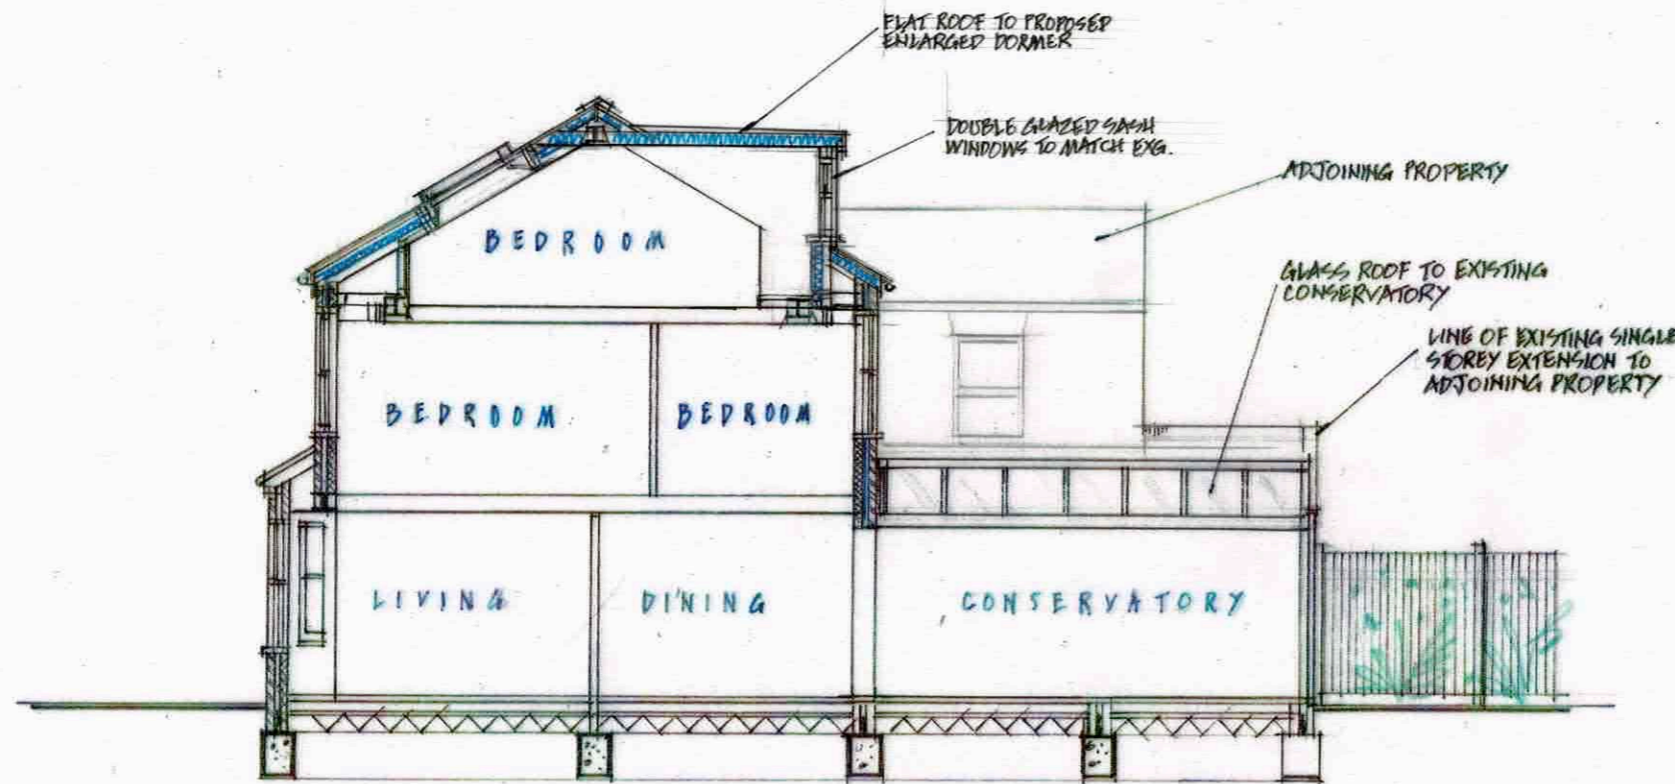 FLAT ROOF TO PROPOSED
ENLARGED DORMER
DOUBLE GLAZED SASH
WINDOWS TO MATCH EXG.
ADJOINING PROPERTY
GLASS ROOF TO EXISTING
CONSERVATORY
LINE OF EXISTING SINGLE
STOREY EXTENSION TO
ADJOINING PROPERTY
BEDROOM
BEDROOM
BEDROOM
LIVING
DINING
CONSERVATORY